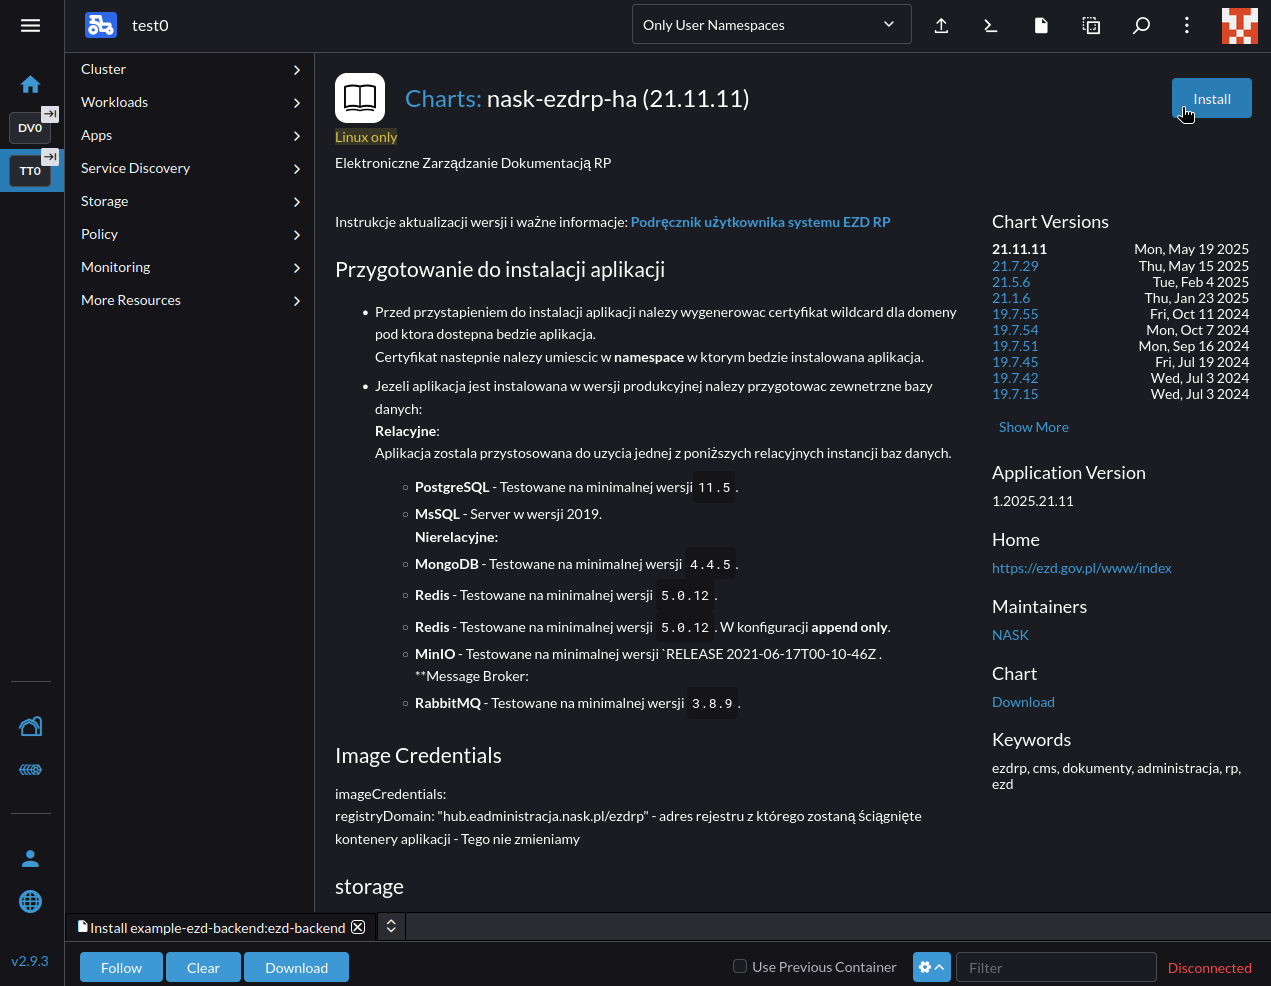 test0
Only User Namespaces
DV0
TT0
Cluster
Workloads
Apps
Service Discovery
Storage
Policy
Monitoring
More Resources
Charts: nask-ezdrp-ha (21.11.11)
Install
Linux only
Elektroniczne Zarządzanie Dokumentacją RP
Instrukcje aktualizacji wersji i ważne informacje: Podręcznik użytkownika systemu EZD RP
Przygotowanie do instalacji aplikacji
• Przed przystapieniem do instalacji aplikacji nalezy wygenerowac certyfikat wildcard dla domeny
pod ktora dostepna bedzie aplikacja.
Certyfikat nastepnie nalezy umiescic w namespace w ktorym bedzie instalowana aplikacja.
• Jezeli aplikacja jest instalowana w wersji produkcyjnej nalezy przygotowac zewnetrzne bazy
danych:
Relacyjne:
Aplikacja zostala przystosowana do uzycia jednej z poniższych relacyjnych instancji baz danych.
◦ PostgreSQL - Testowane na minimalnej wersji 11.5 .
◦ MsSQL - Server w wersji 2019.
Nierelacyjne:
◦ MongoDB - Testowane na minimalnej wersji 4.4.5 .
◦ Redis - Testowane na minimalnej wersji 5.0.12 .
◦ Redis - Testowane na minimalnej wersji 5.0.12 . W konfiguracji append only.
◦ MinIO - Testowane na minimalnej wersji `RELEASE 2021-06-17T00-10-46Z .
**Message Broker:
◦ RabbitMQ - Testowane na minimalnej wersji 3.8.9 .
Image Credentials
imageCredentials:
registryDomain: "hub.eadministracja.nask.pl/ezdrp" - adres rejestru z którego zostaną ściągnięte
kontenery aplikacji - Tego nie zmieniamy
storage
Chart Versions
21.11.11 Mon, May 19 2025
21.7.29 Thu, May 15 2025
21.5.6 Tue, Feb 4 2025
21.1.6 Thu, Jan 23 2025
19.7.55 Fri, Oct 11 2024
19.7.54 Mon, Oct 7 2024
19.7.51 Mon, Sep 16 2024
19.7.45 Fri, Jul 19 2024
19.7.42 Wed, Jul 3 2024
19.7.15 Wed, Jul 3 2024
Show More
Application Version
1.2025.21.11
Home
https://ezd.gov.pl/www/index
Maintainers
NASK
Chart
Download
Keywords
ezdrp, cms, dokumenty, administracja, rp,
ezd
Install example-ezd-backend:ezd-backend
v2.9.3
Follow
Clear
Download
Use Previous Container
Filter
Disconnected